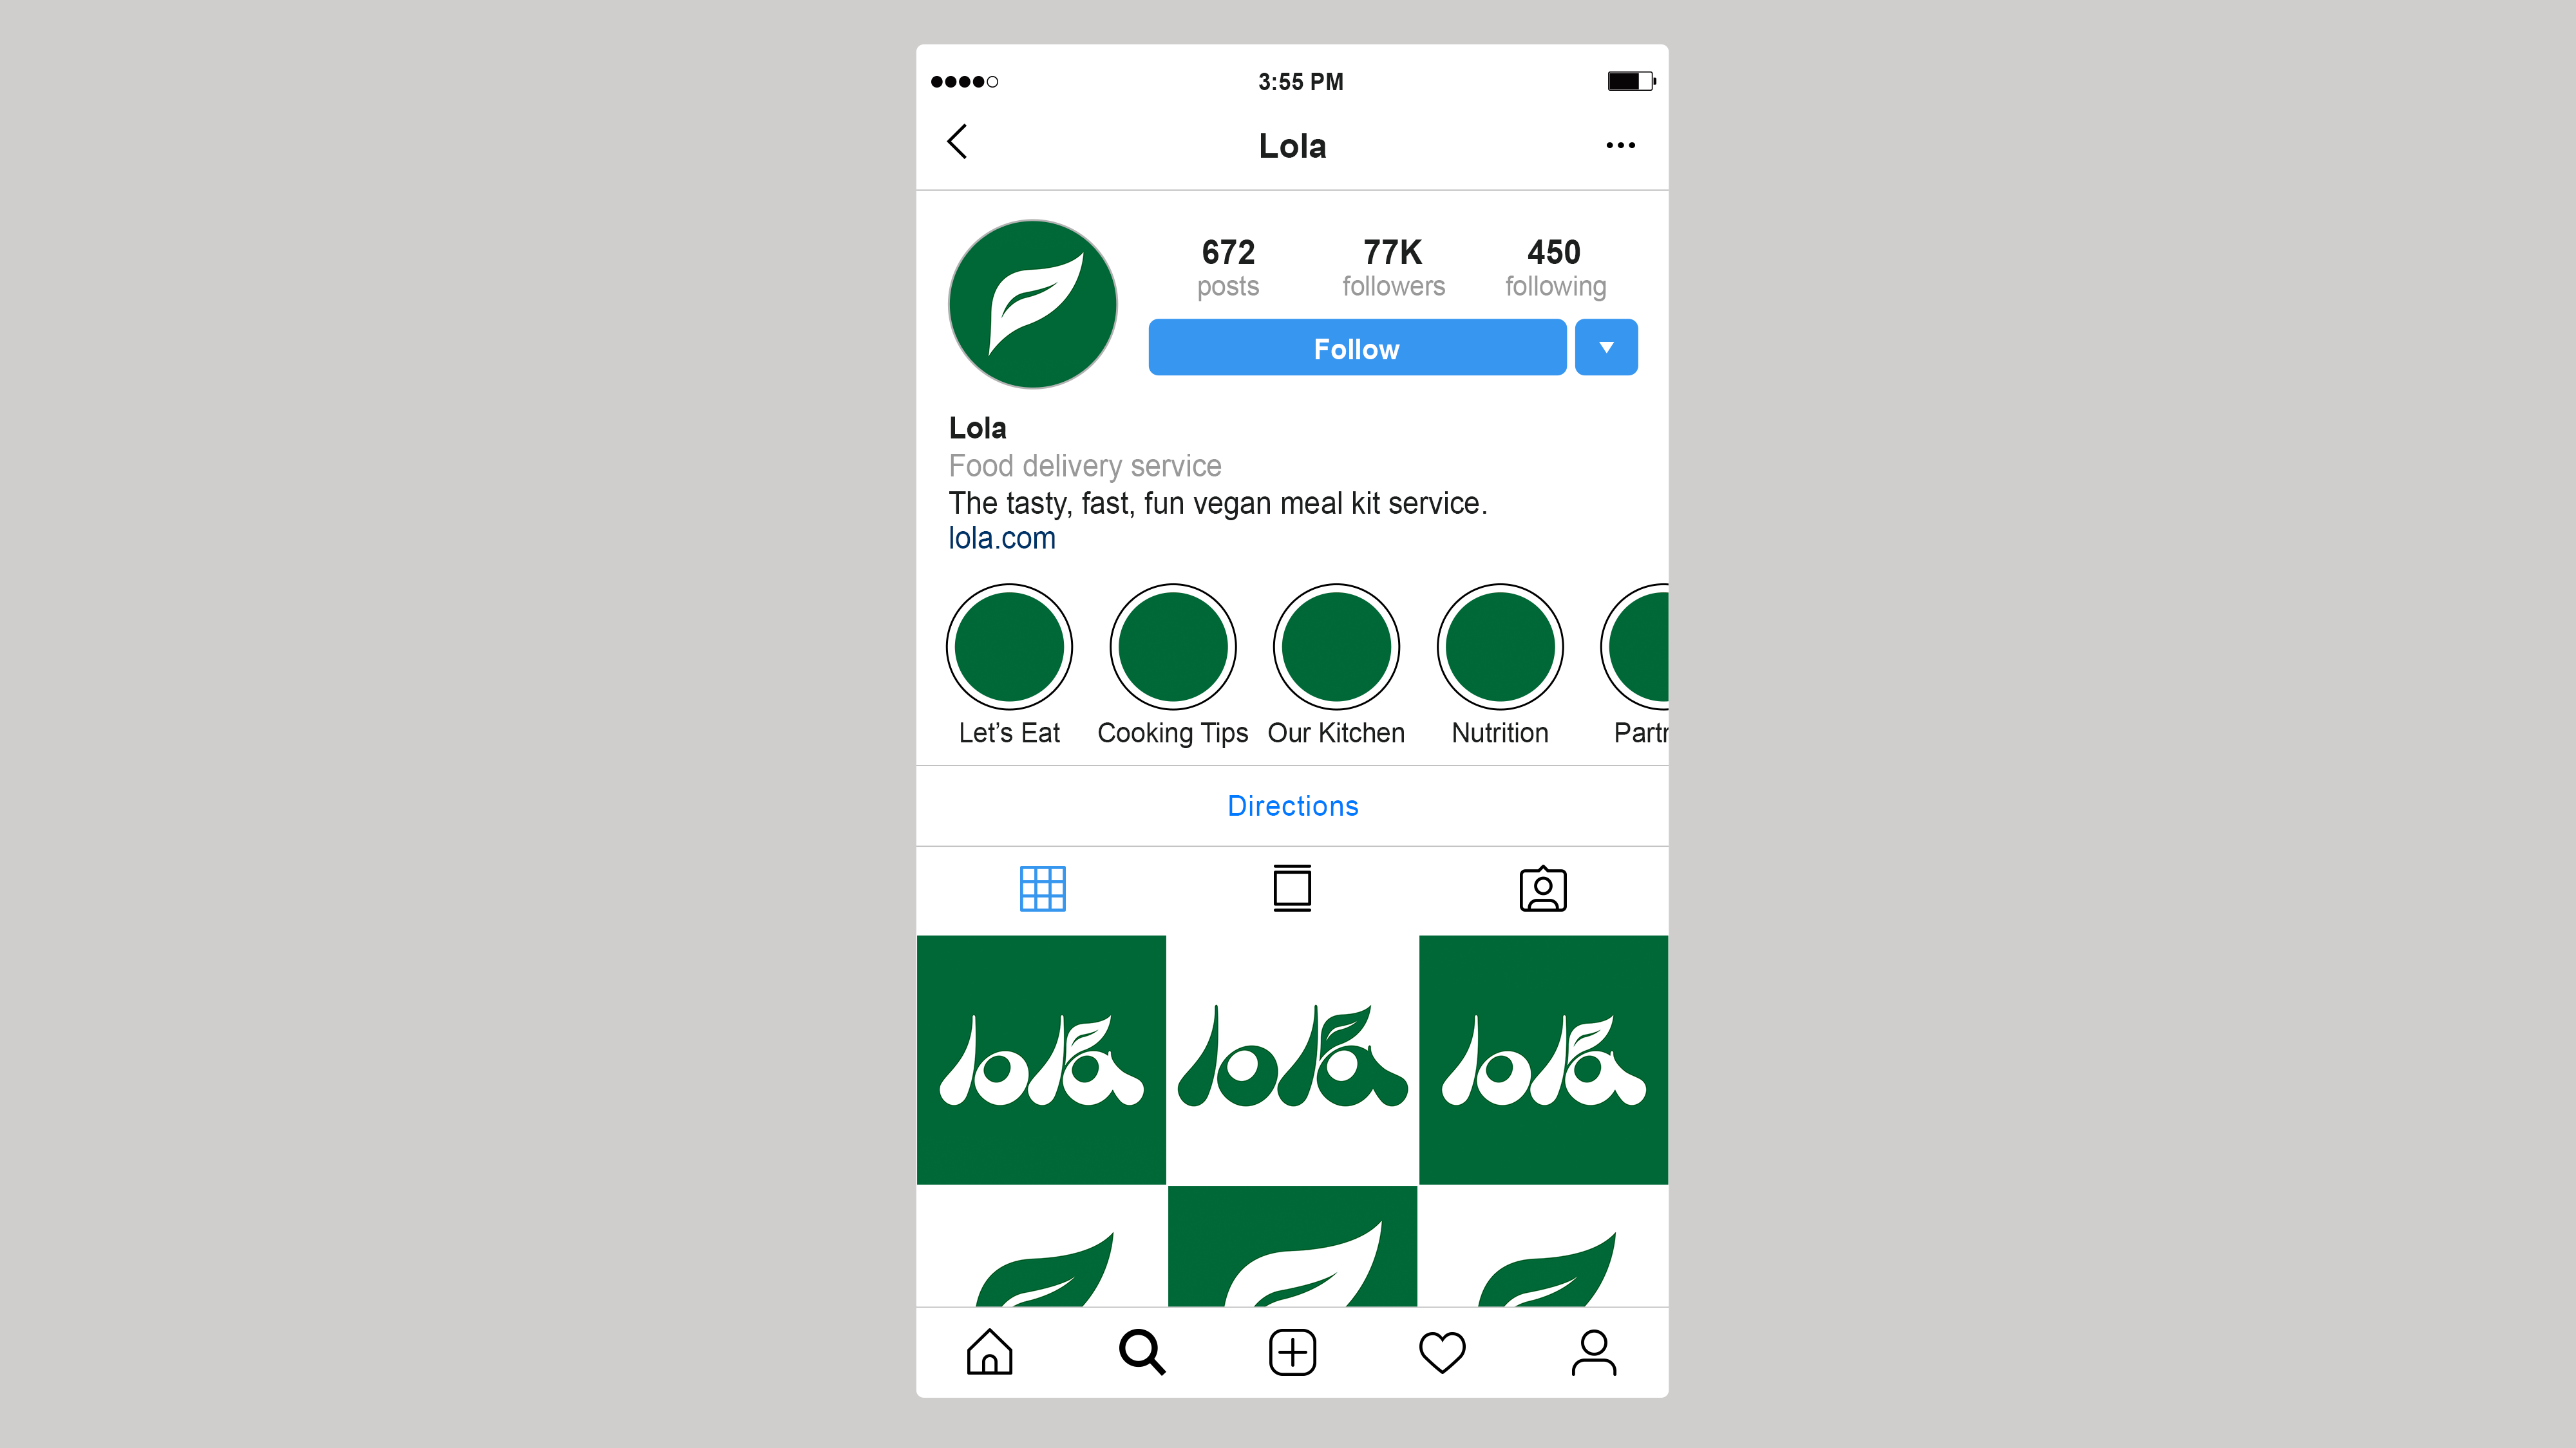 3:55 PM
Lola
672 77K 450
posts followers following
Follow
Lola
Food delivery service
The tasty, fast, fun vegan meal kit service.
lola.com
Let’s Eat Cooking Tips Our Kitchen Nutrition Partn
Directions
lola lola lola